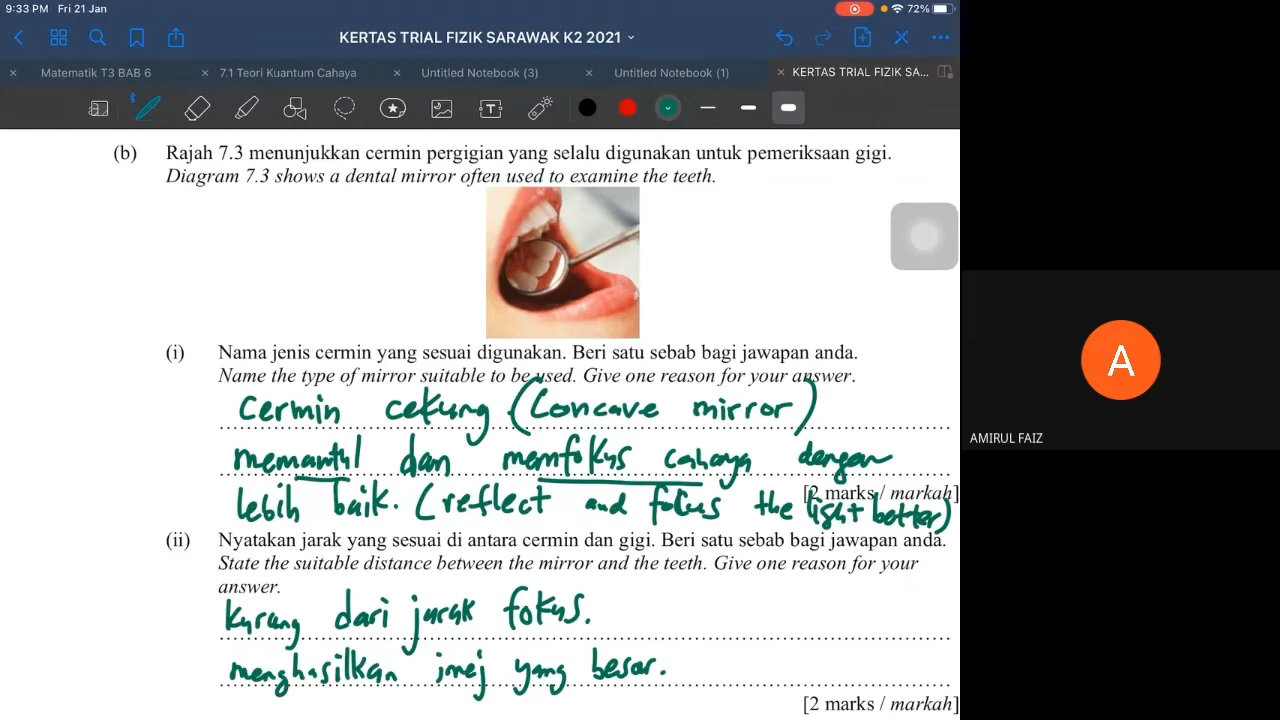 9:33 PM Fri 21 Jan
72%
KERTAS TRIAL FIZIK SARAWAK K2 2021
Matematik T3 BAB 6
7.1 Teori Kuantum Cahaya
Untitled Notebook (3)
Untitled Notebook (1)
KERTAS TRIAL FIZIK SA...
(b) Rajah 7.3 menunjukkan cermin pergigian yang selalu digunakan untuk pemeriksaan gigi.
Diagram 7.3 shows a dental mirror often used to examine the teeth.
(i) Nama jenis cermin yang sesuai digunakan. Beri satu sebab bagi jawapan anda.
Name the type of mirror suitable to be used. Give one reason for your answer.
Cermin cekung (Concave mirror)
memantul dan memfokus cahaya dengan
[2 marks / markah]
lebih baik. (reflect and fokus the light better)
(ii) Nyatakan jarak yang sesuai di antara cermin dan gigi. Beri satu sebab bagi jawapan anda.
State the suitable distance between the mirror and the teeth. Give one reason for your
answer.
kurang dari jarak fokus.
menghasilkan imej yang besar.
[2 marks / markah]
A
AMIRUL FAIZ